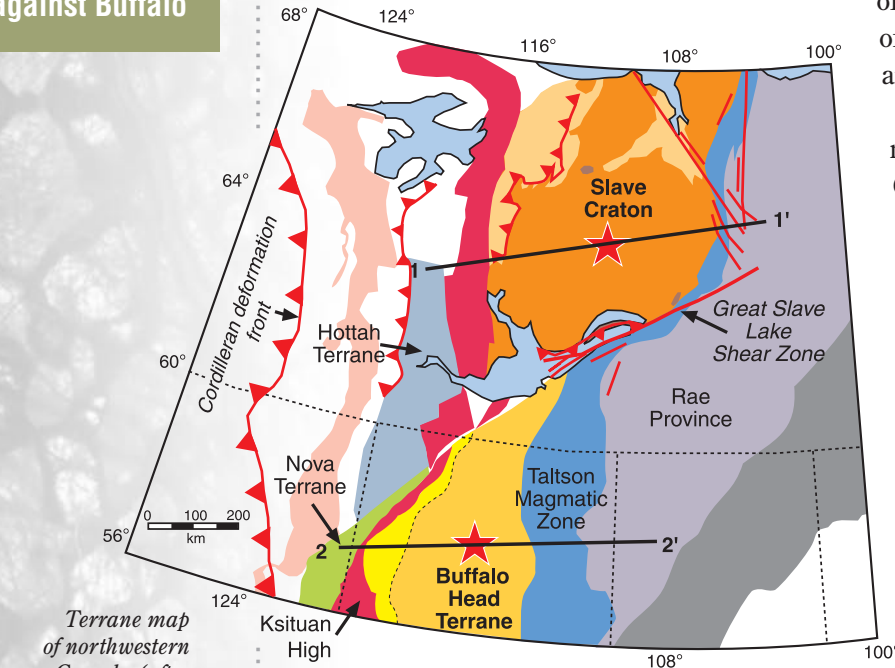 against Buffalo
68°
124°
116°
108°
100°
64°
Slave
Craton
1'
1
Cordilleran deformation
front
Hottah
Terrane
Great Slave
Lake
Shear Zone
60°
Rae
Province
Nova
Terrane
Taltson
Magmatic
Zone
0 100 200
km
56°
2
2'
Buffalo
Head
Terrane
124°
Ksituan
High
108°
100
Terrane map
of northwestern